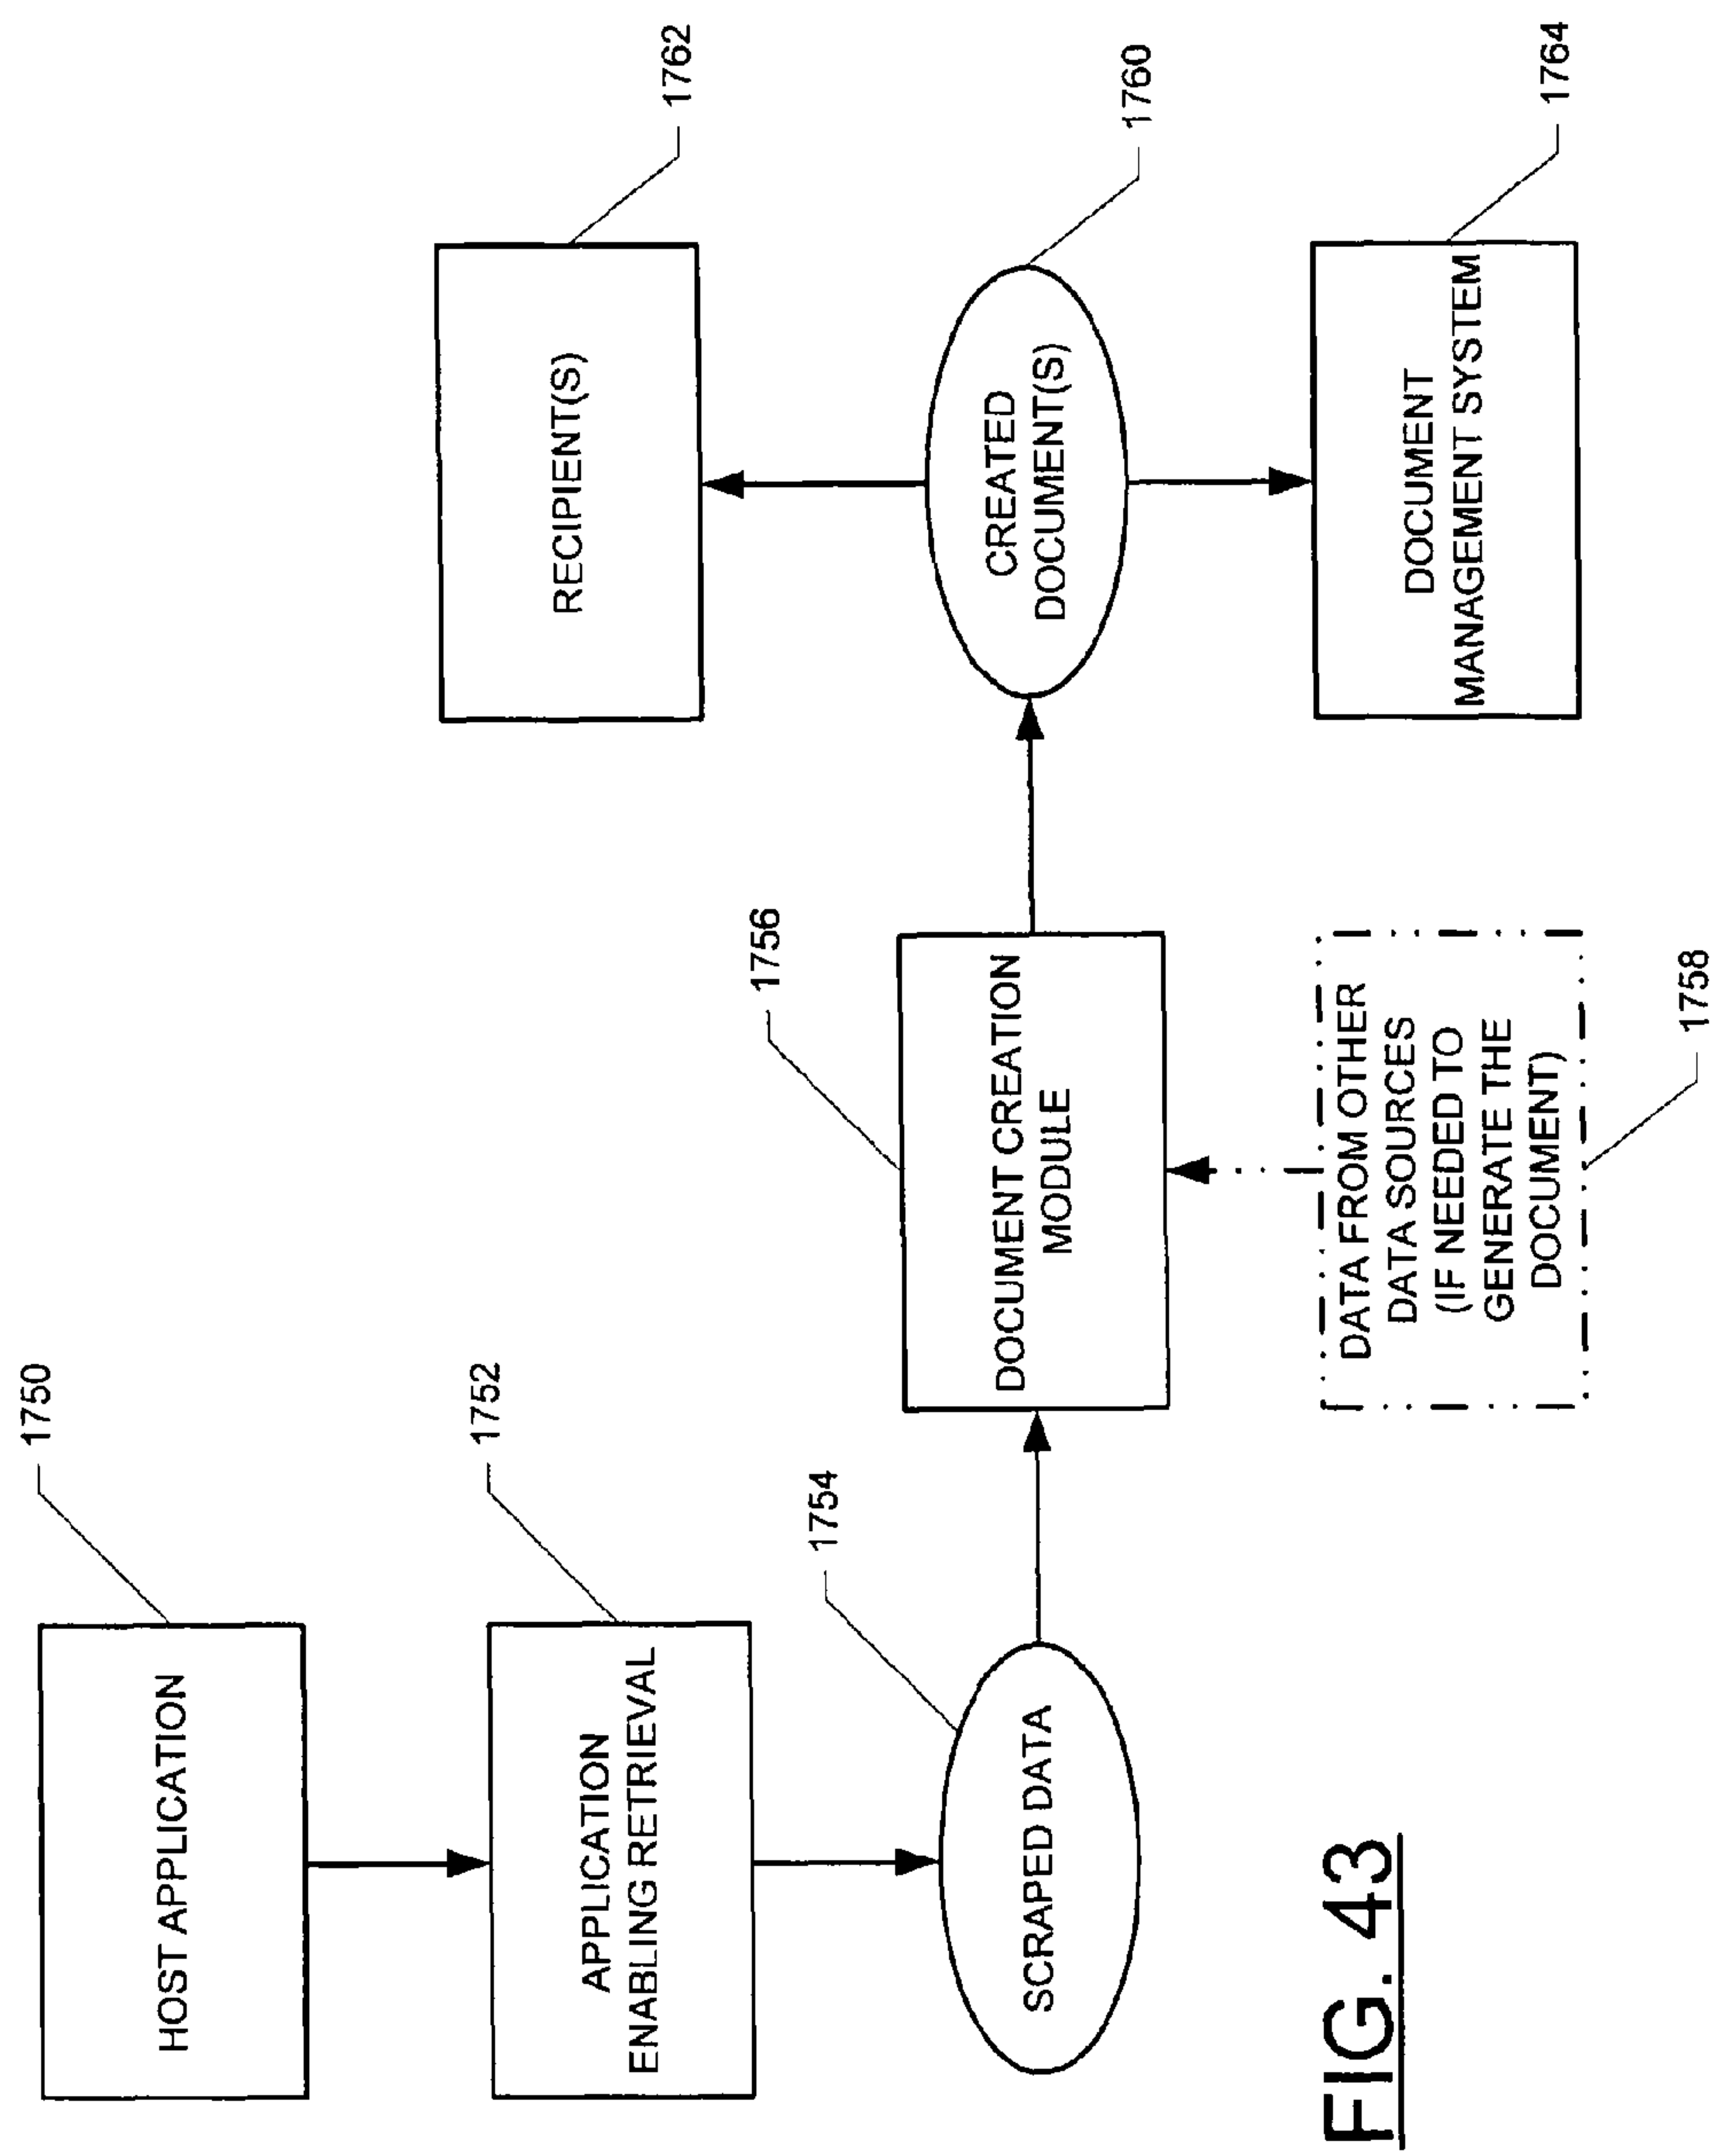 1750
HOST APPLICATION
1752
APPLICATION
ENABLING RETRIEVAL
1754
SCRAPED DATA
1756
DOCUMENT CREATION
MODULE
DATA FROM OTHER
DATA SOURCES
(IF NEEDED TO
GENERATE THE
DOCUMENT)
1758
1762
RECIPIENT(S)
1760
CREATED
DOCUMENT(S)
1764
DOCUMENT
MANAGEMENT SYSTEM
FIG. 43